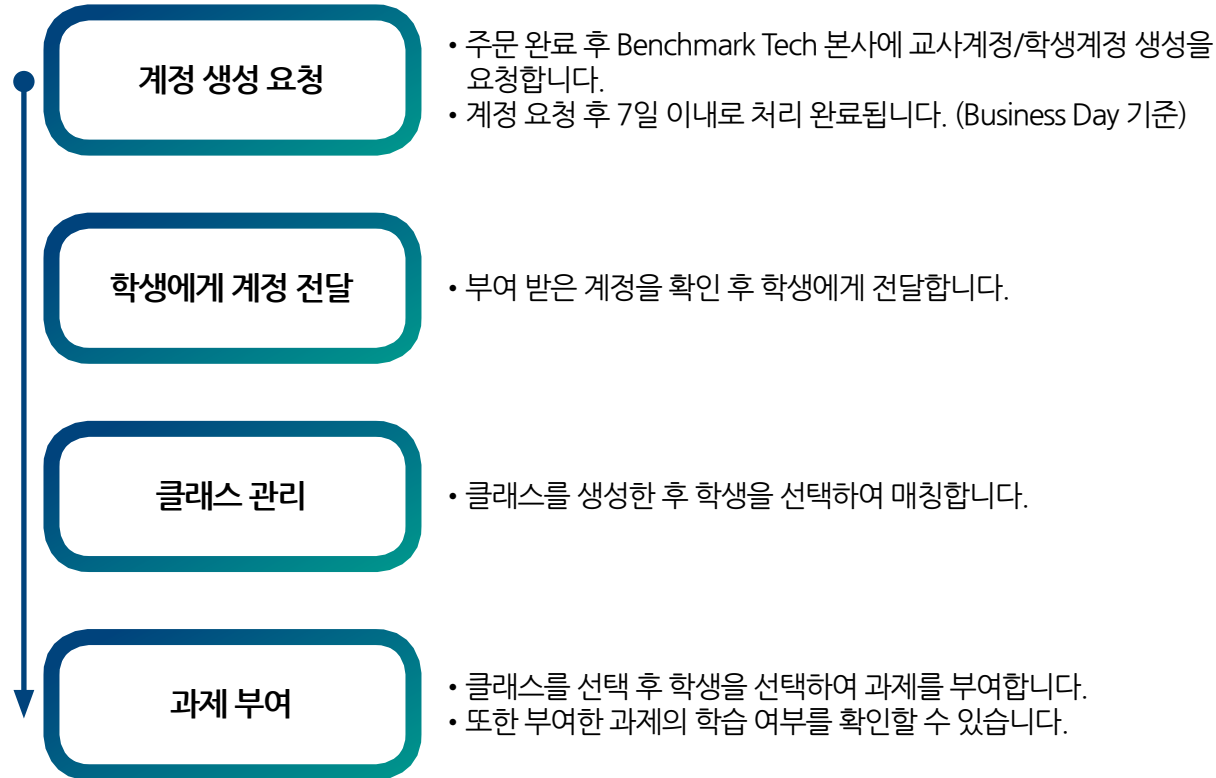 계정 생성 요청
• 주문 완료 후 Benchmark Tech 본사에 교사계정/학생계정 생성을
요청합니다.
• 계정 요청 후 7일 이내로 처리 완료됩니다. (Business Day 기준)
학생에게 계정 전달
• 부여 받은 계정을 확인 후 학생에게 전달합니다.
클래스 관리
• 클래스를 생성한 후 학생을 선택하여 매칭합니다.
과제 부여
• 클래스를 선택 후 학생을 선택하여 과제를 부여합니다.
• 또한 부여한 과제의 학습 여부를 확인할 수 있습니다.